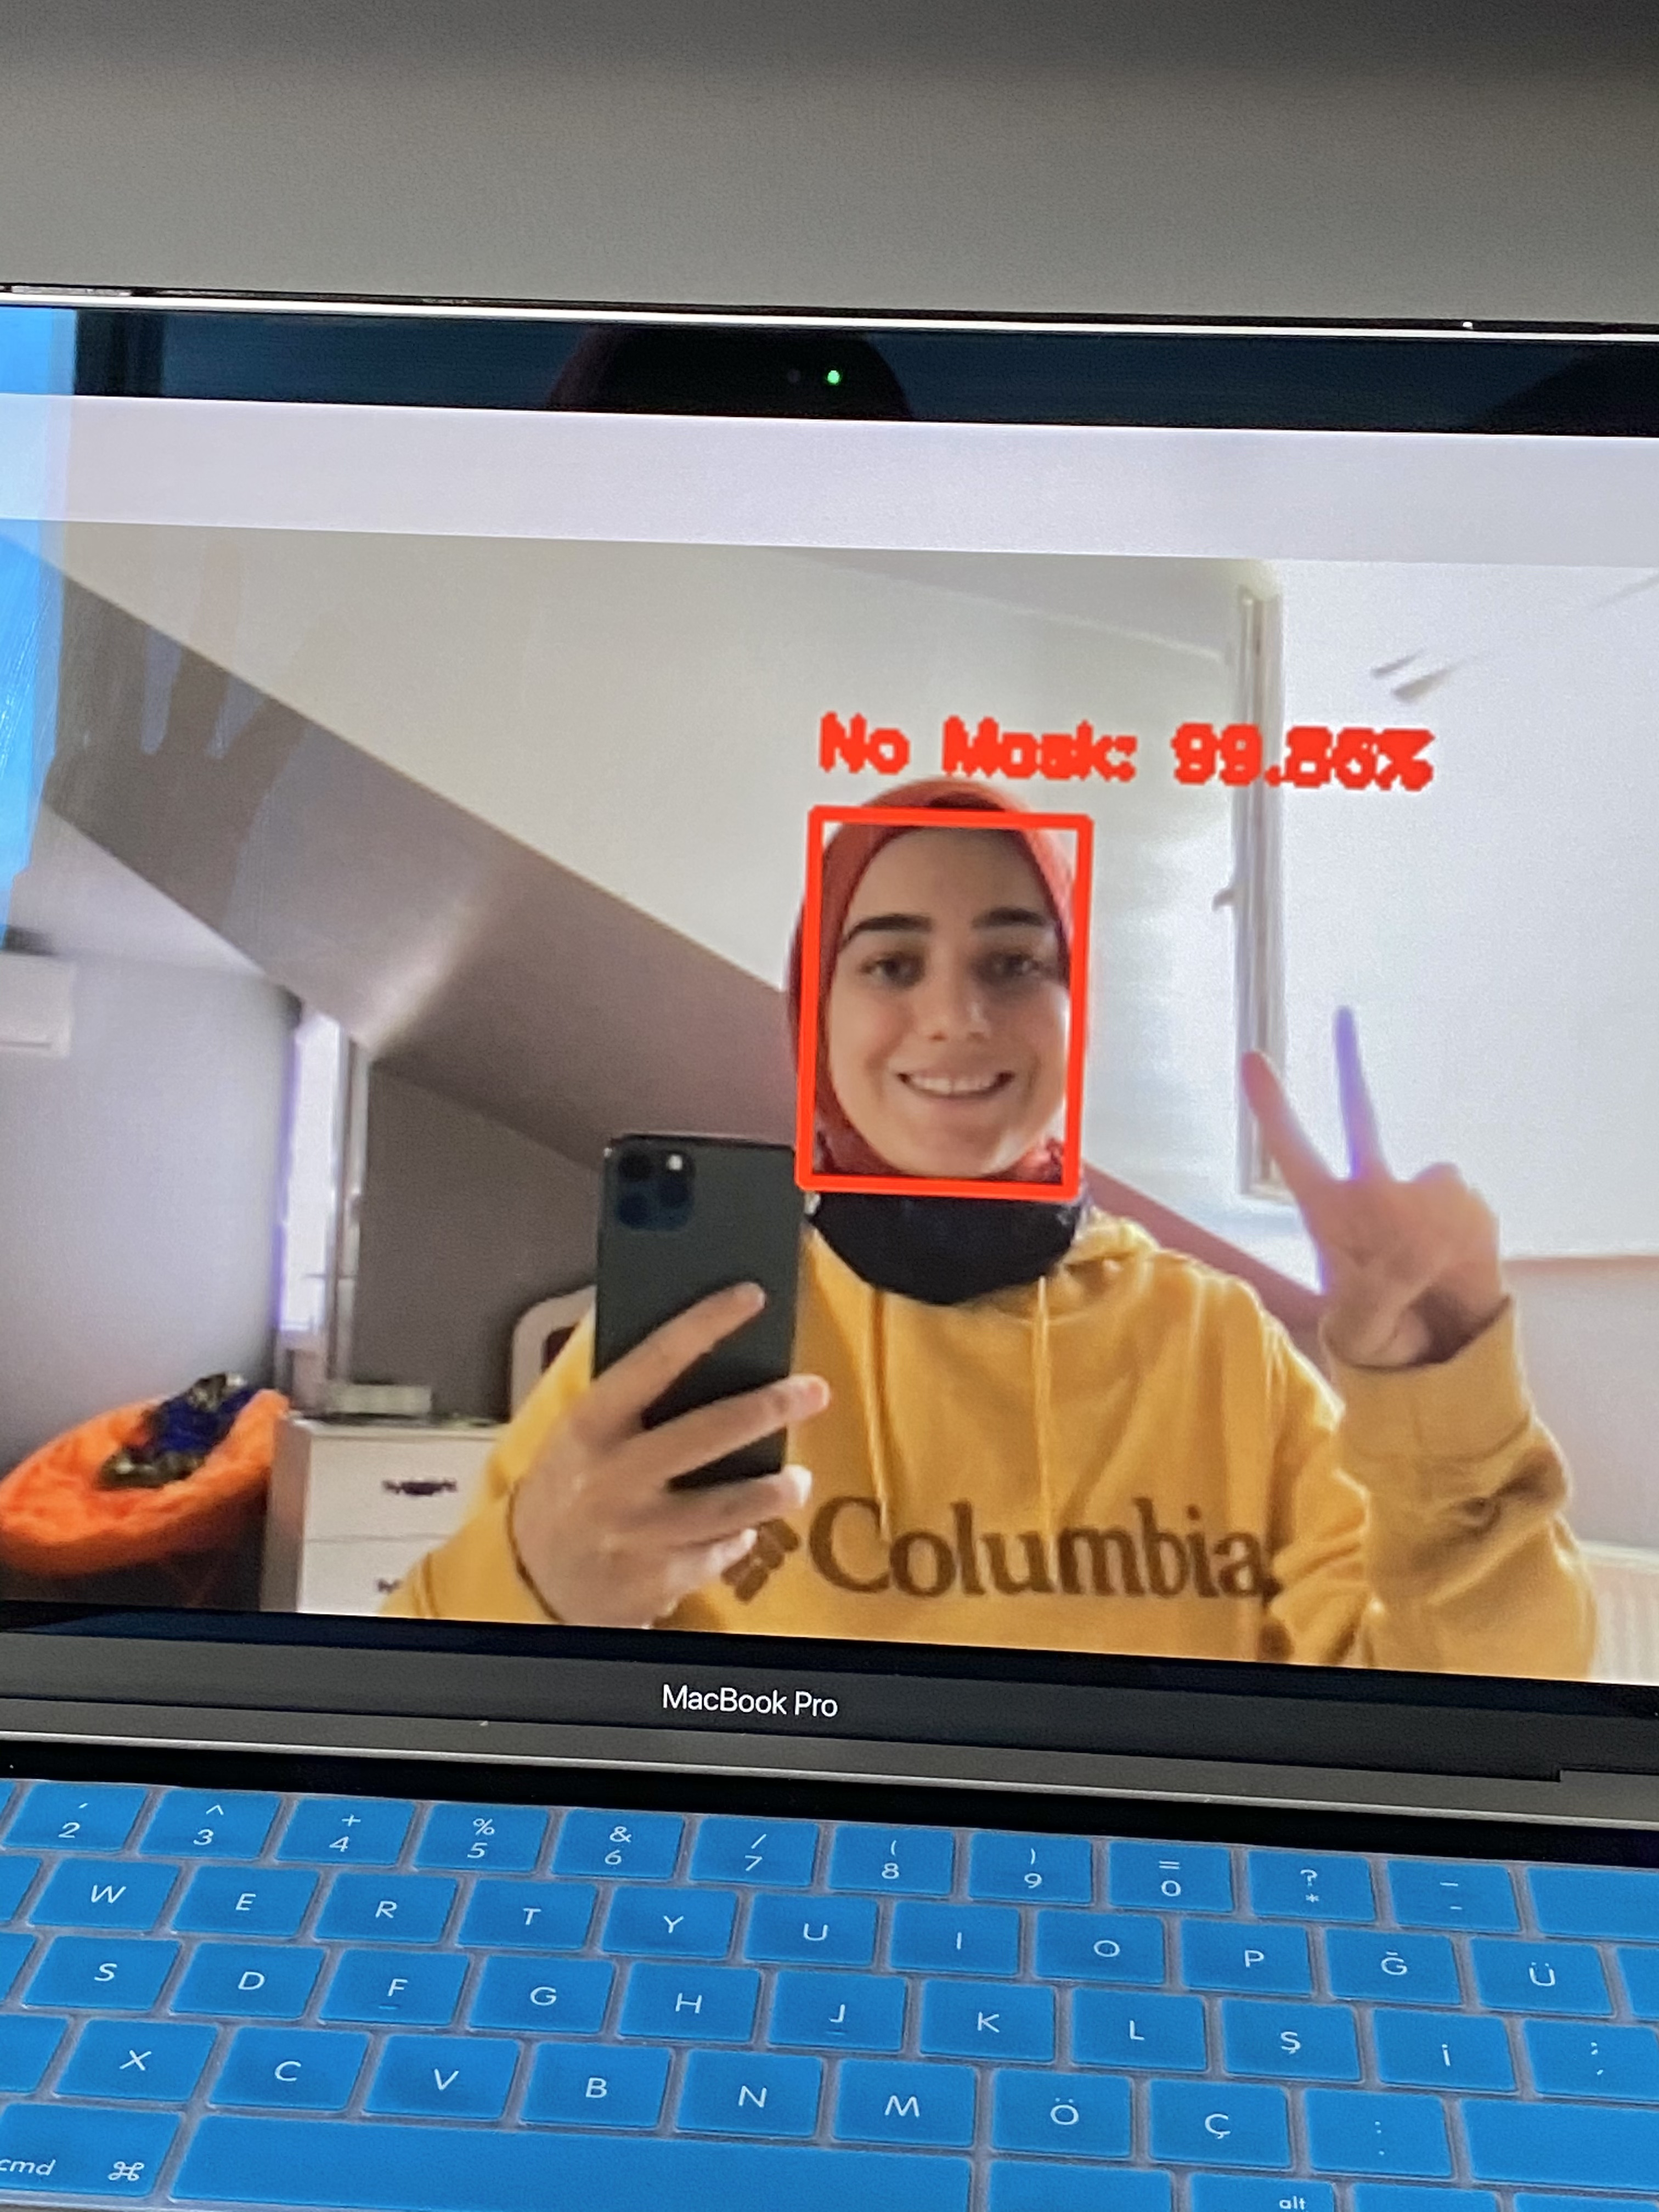 No Mask: 99.86%
Columbia
MacBook Pro
´ ^ + % & / ( ) = ? _
2 3 4 5 6 7 8 9 0 * -
W E R T Y U I O P Ğ Ü
S D F G H J K L Ş İ ; ,
X C V B N M Ö Ç : .
cmd ⌘ alt